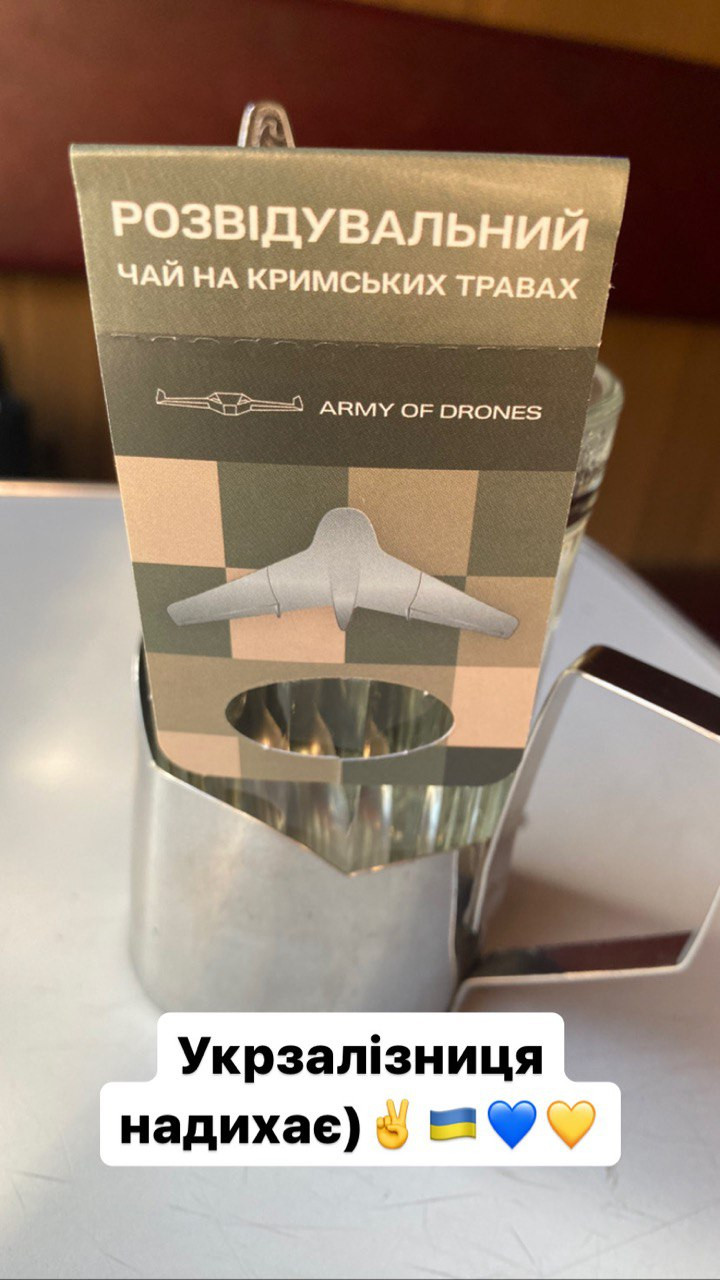 РОЗВІДУВАЛЬНИЙ
ЧАЙ НА КРИМСЬКИХ ТРАВАХ
ARMY OF DRONES
Укрзалізниця
надихає)✌️🇺🇦💙💛